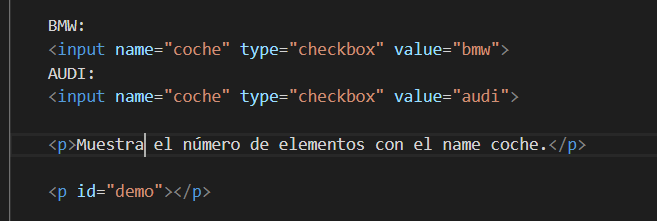 BMW:
<input name="coche" type="checkbox" value="bmw">
AUDI:
<input name="coche" type="checkbox" value="audi">
<p>Muestra el número de elementos con el name coche.</p>
<p id="demo"></p>